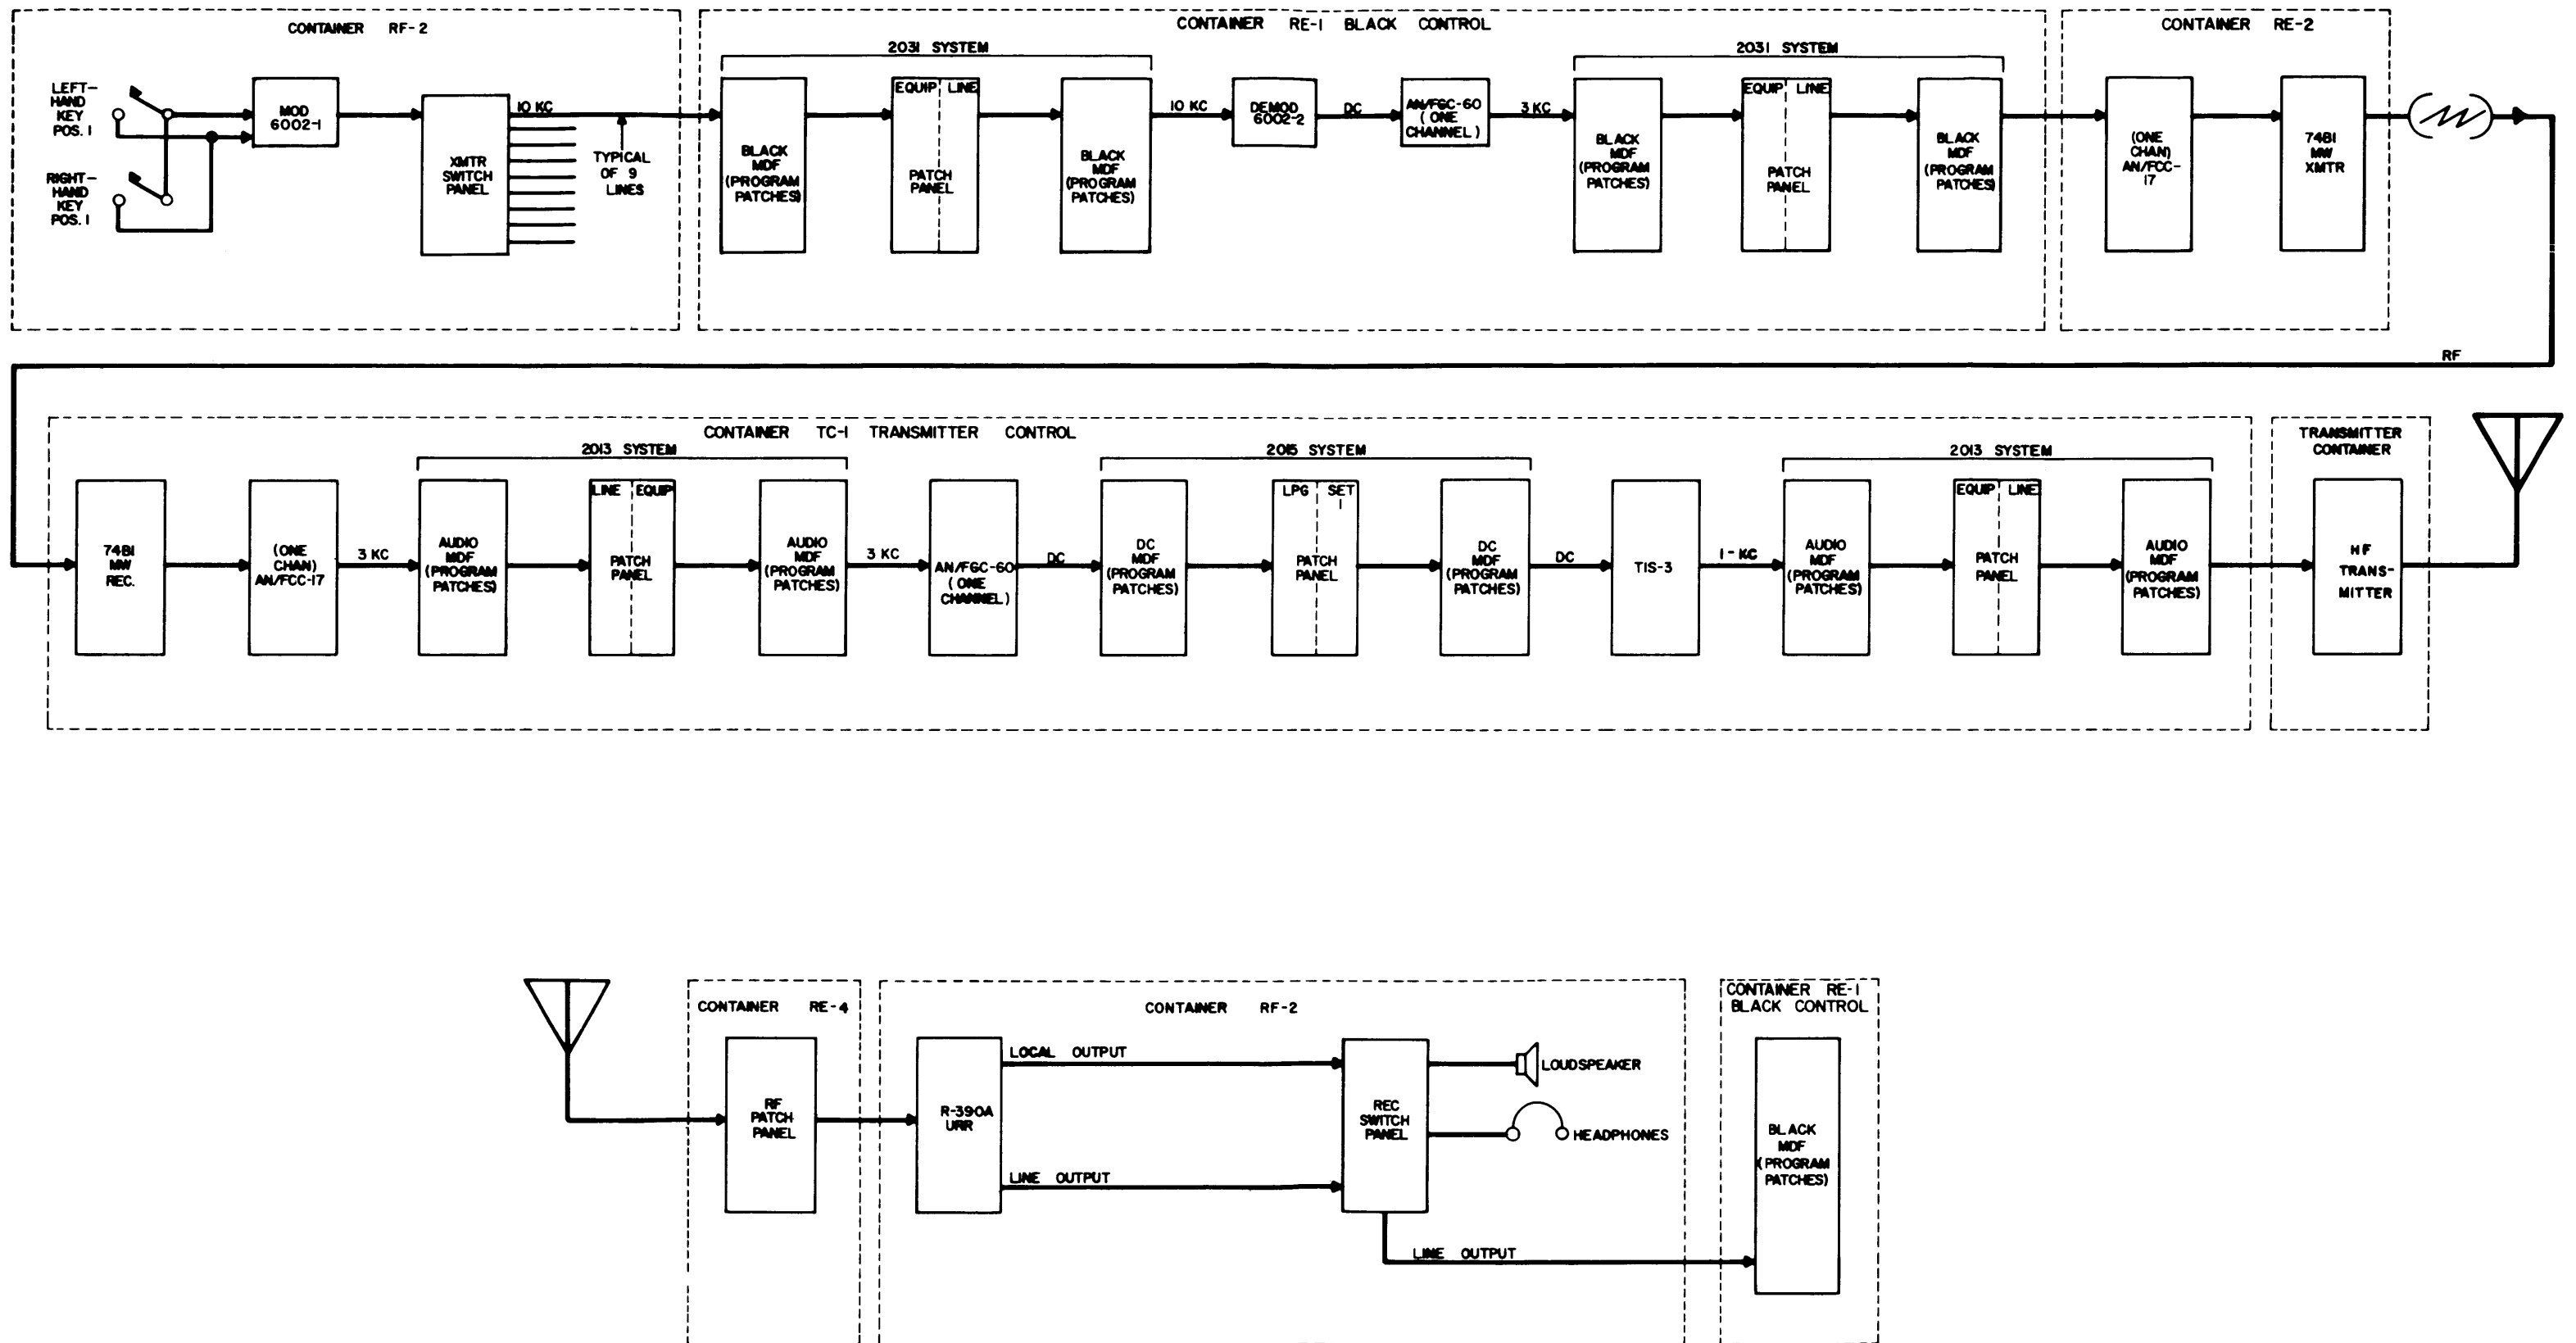 CONTAINER RF-2
LEFT-
HAND
KEY
POS. 1
RIGHT-
HAND
KEY
POS. 1
MOD
6002-1
XMTR
SWITCH
PANEL
10 KC
TYPICAL
OF 9
LINES
CONTAINER RE-1 BLACK CONTROL
2031 SYSTEM
BLACK
MDF
(PROGRAM
PATCHES)
EQUIP LINE
PATCH
PANEL
BLACK
MDF
(PROGRAM
PATCHES)
10 KC
DEMOD
6002-2
DC
AN/FGC-60
(ONE
CHANNEL)
3 KC
2031 SYSTEM
BLACK
MDF
(PROGRAM
PATCHES)
EQUIP LINE
PATCH
PANEL
BLACK
MDF
(PROGRAM
PATCHES)
CONTAINER RE-2
(ONE
CHAN)
AN/FCC-
17
74B1
MW
XMTR
RF
CONTAINER TC-1 TRANSMITTER CONTROL
74B1
MW
REC.
(ONE
CHAN)
AN/FCC-17
3 KC
2013 SYSTEM
AUDIO
MDF
(PROGRAM
PATCHES)
LINE EQUIP
PATCH
PANEL
AUDIO
MDF
(PROGRAM
PATCHES)
3 KC
AN/FGC-60
(ONE
CHANNEL)
DC
2015 SYSTEM
DC
MDF
(PROGRAM
PATCHES)
LPG SET
1
PATCH
PANEL
DC
MDF
(PROGRAM
PATCHES)
DC
TIS-3
1-KC
2013 SYSTEM
AUDIO
MDF
(PROGRAM
PATCHES)
EQUIP LINE
PATCH
PANEL
AUDIO
MDF
(PROGRAM
PATCHES)
TRANSMITTER
CONTAINER
HF
TRANS-
MITTER
CONTAINER RE-4
RF
PATCH
PANEL
CONTAINER RF-2
R-390A
URR
LOCAL OUTPUT
LINE OUTPUT
REC
SWITCH
PANEL
LOUDSPEAKER
HEADPHONES
LINE OUTPUT
CONTAINER RE-1
BLACK CONTROL
BLACK
MDF
(PROGRAM
PATCHES)